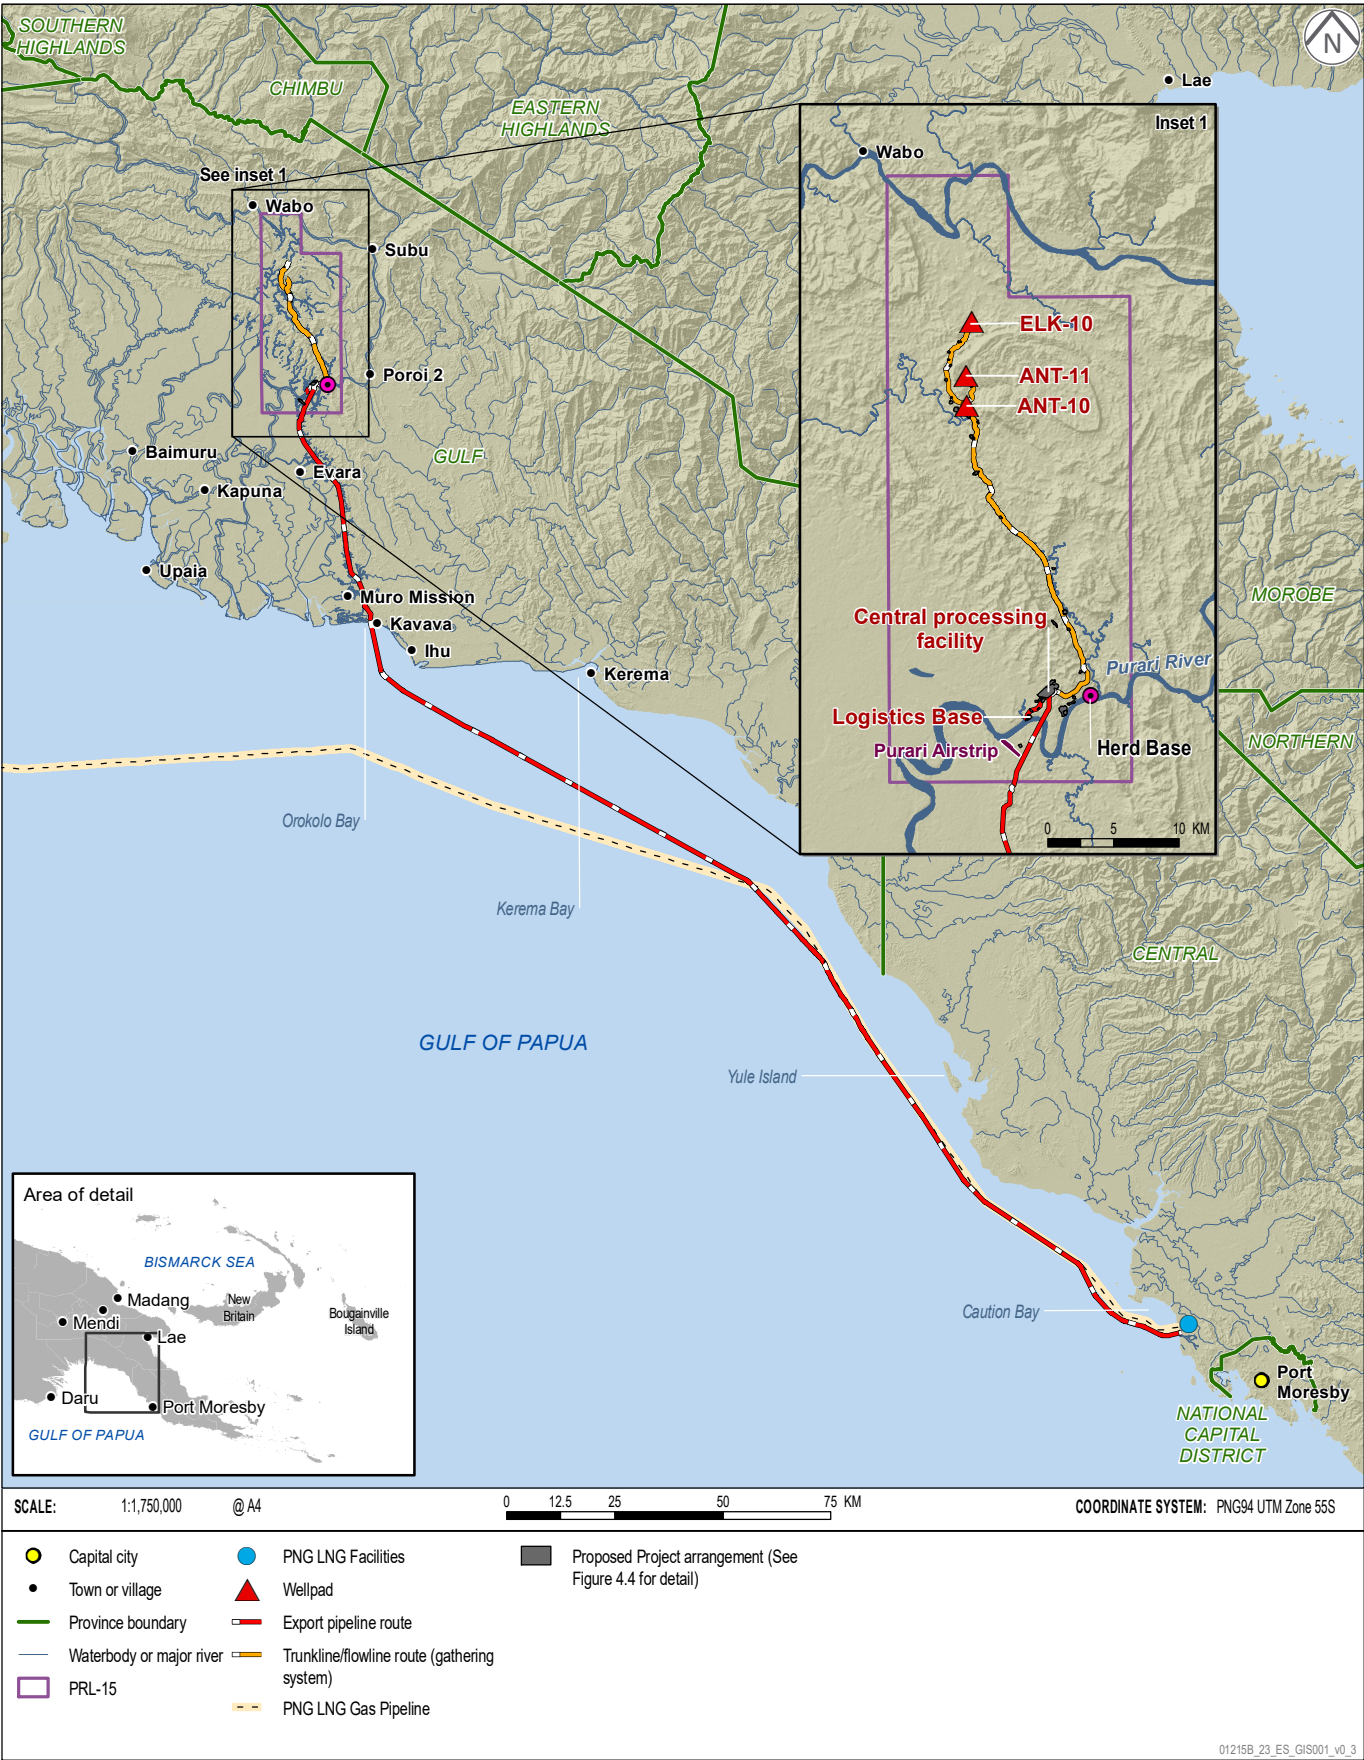 SOUTHERN
HIGHLANDS
CHIMBU
EASTERN
HIGHLANDS
N
Lae
See inset 1
Wabo
Subu
Poroi 2
Baimuru
Kapuna
Evara
GULF
Upaia
Muro Mission
Kavava
Ihu
Kerema
Inset 1
Wabo
ELK-10
ANT-11
ANT-10
Central processing
facility
Purari River
Logistics Base
Purari Airstrip
Herd Base
0 5 10 KM
MOROBE
NORTHERN
Orokolo Bay
Kerema Bay
CENTRAL
GULF OF PAPUA
Yule Island
Caution Bay
Port
Moresby
NATIONAL
CAPITAL
DISTRICT
Area of detail
BISMARCK SEA
Madang
New
Britain
Bougainville
Island
Mendi
Lae
Daru
Port Moresby
GULF OF PAPUA
SCALE: 1:1,750,000 @ A4
0 12.5 25 50 75 KM
COORDINATE SYSTEM: PNG94 UTM Zone 55S
Capital city
Town or village
Province boundary
Waterbody or major river
PRL-15
PNG LNG Facilities
Wellpad
Export pipeline route
Trunkline/flowline route (gathering
system)
PNG LNG Gas Pipeline
Proposed Project arrangement (See
Figure 4.4 for detail)
01215B_23_ES_GIS001_v0_3